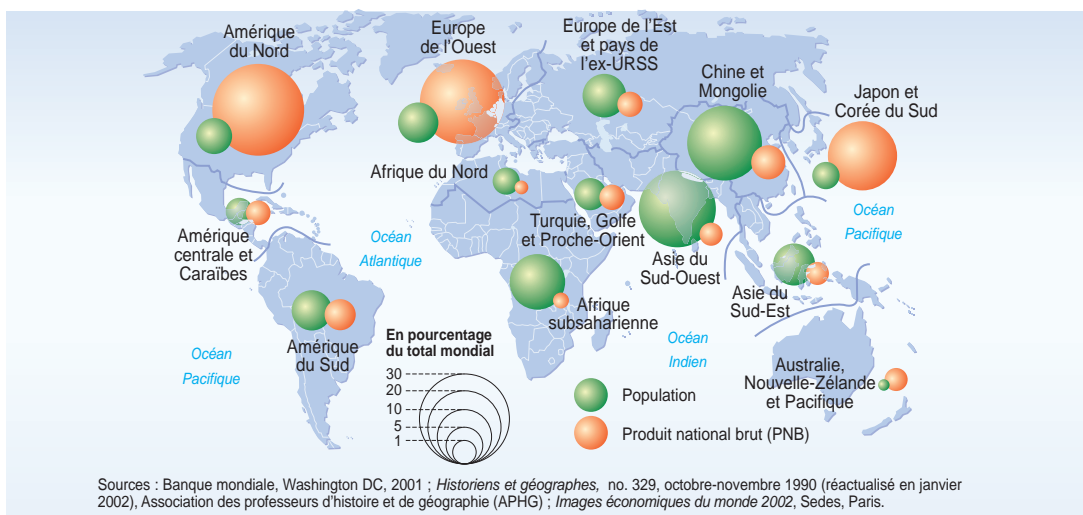 Amérique
du Nord
Europe
de l'Ouest
Europe de l'Est
et pays de
l'ex-URSS
Chine et
Mongolie
Japon et
Corée du Sud
Afrique du Nord
Turquie, Golfe
et Proche-Orient
Océan
Pacifique
Amérique
centrale et
Caraïbes
Océan
Atlantique
Asie du
Sud-Ouest
Asie du
Sud-Est
Afrique
subsaharienne
Amérique
du Sud
Océan
Pacifique
Océan
Indien
Australie,
Nouvelle-Zélande
et Pacifique
En pourcentage
du total mondial
30
20
10
5
1
Population
Produit national brut (PNB)
Sources : Banque mondiale, Washington DC, 2001 ; Historiens et géographes, no. 329, octobre-novembre 1990 (réactualisé en janvier
2002), Association des professeurs d'histoire et de géographie (APHG) ; Images économiques du monde 2002, Sedes, Paris.